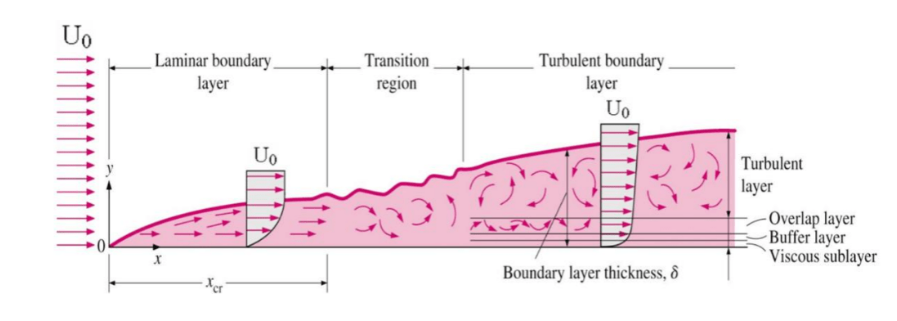 U₀
Laminar boundary
layer
Transition
region
Turbulent boundary
layer
U₀
U₀
y
Turbulent
layer
Overlap layer
Buffer layer
Viscous sublayer
0
x
Boundary layer thickness, δ
xcr